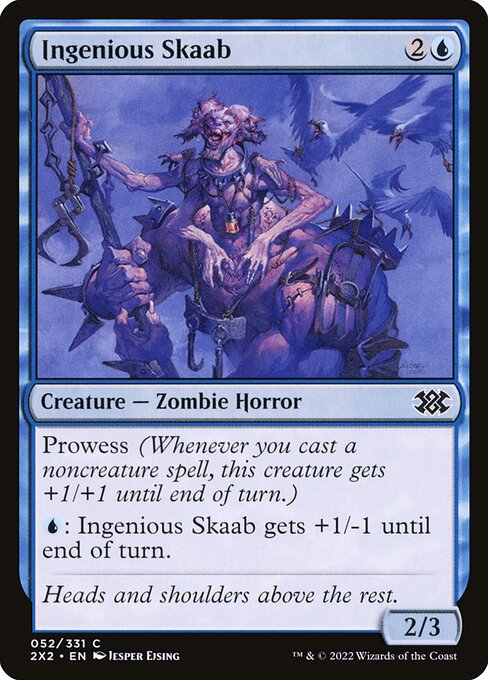 Ingenious Skaab 2
Creature — Zombie Horror
Prowess (Whenever you cast a
noncreature spell, this creature gets
+1/+1 until end of turn.)
: Ingenious Skaab gets +1/-1 until
end of turn.
Heads and shoulders above the rest.
2/3
052/331 C
2X2 • EN Jesper Ejsing ™ & © 2022 Wizards of the Coast